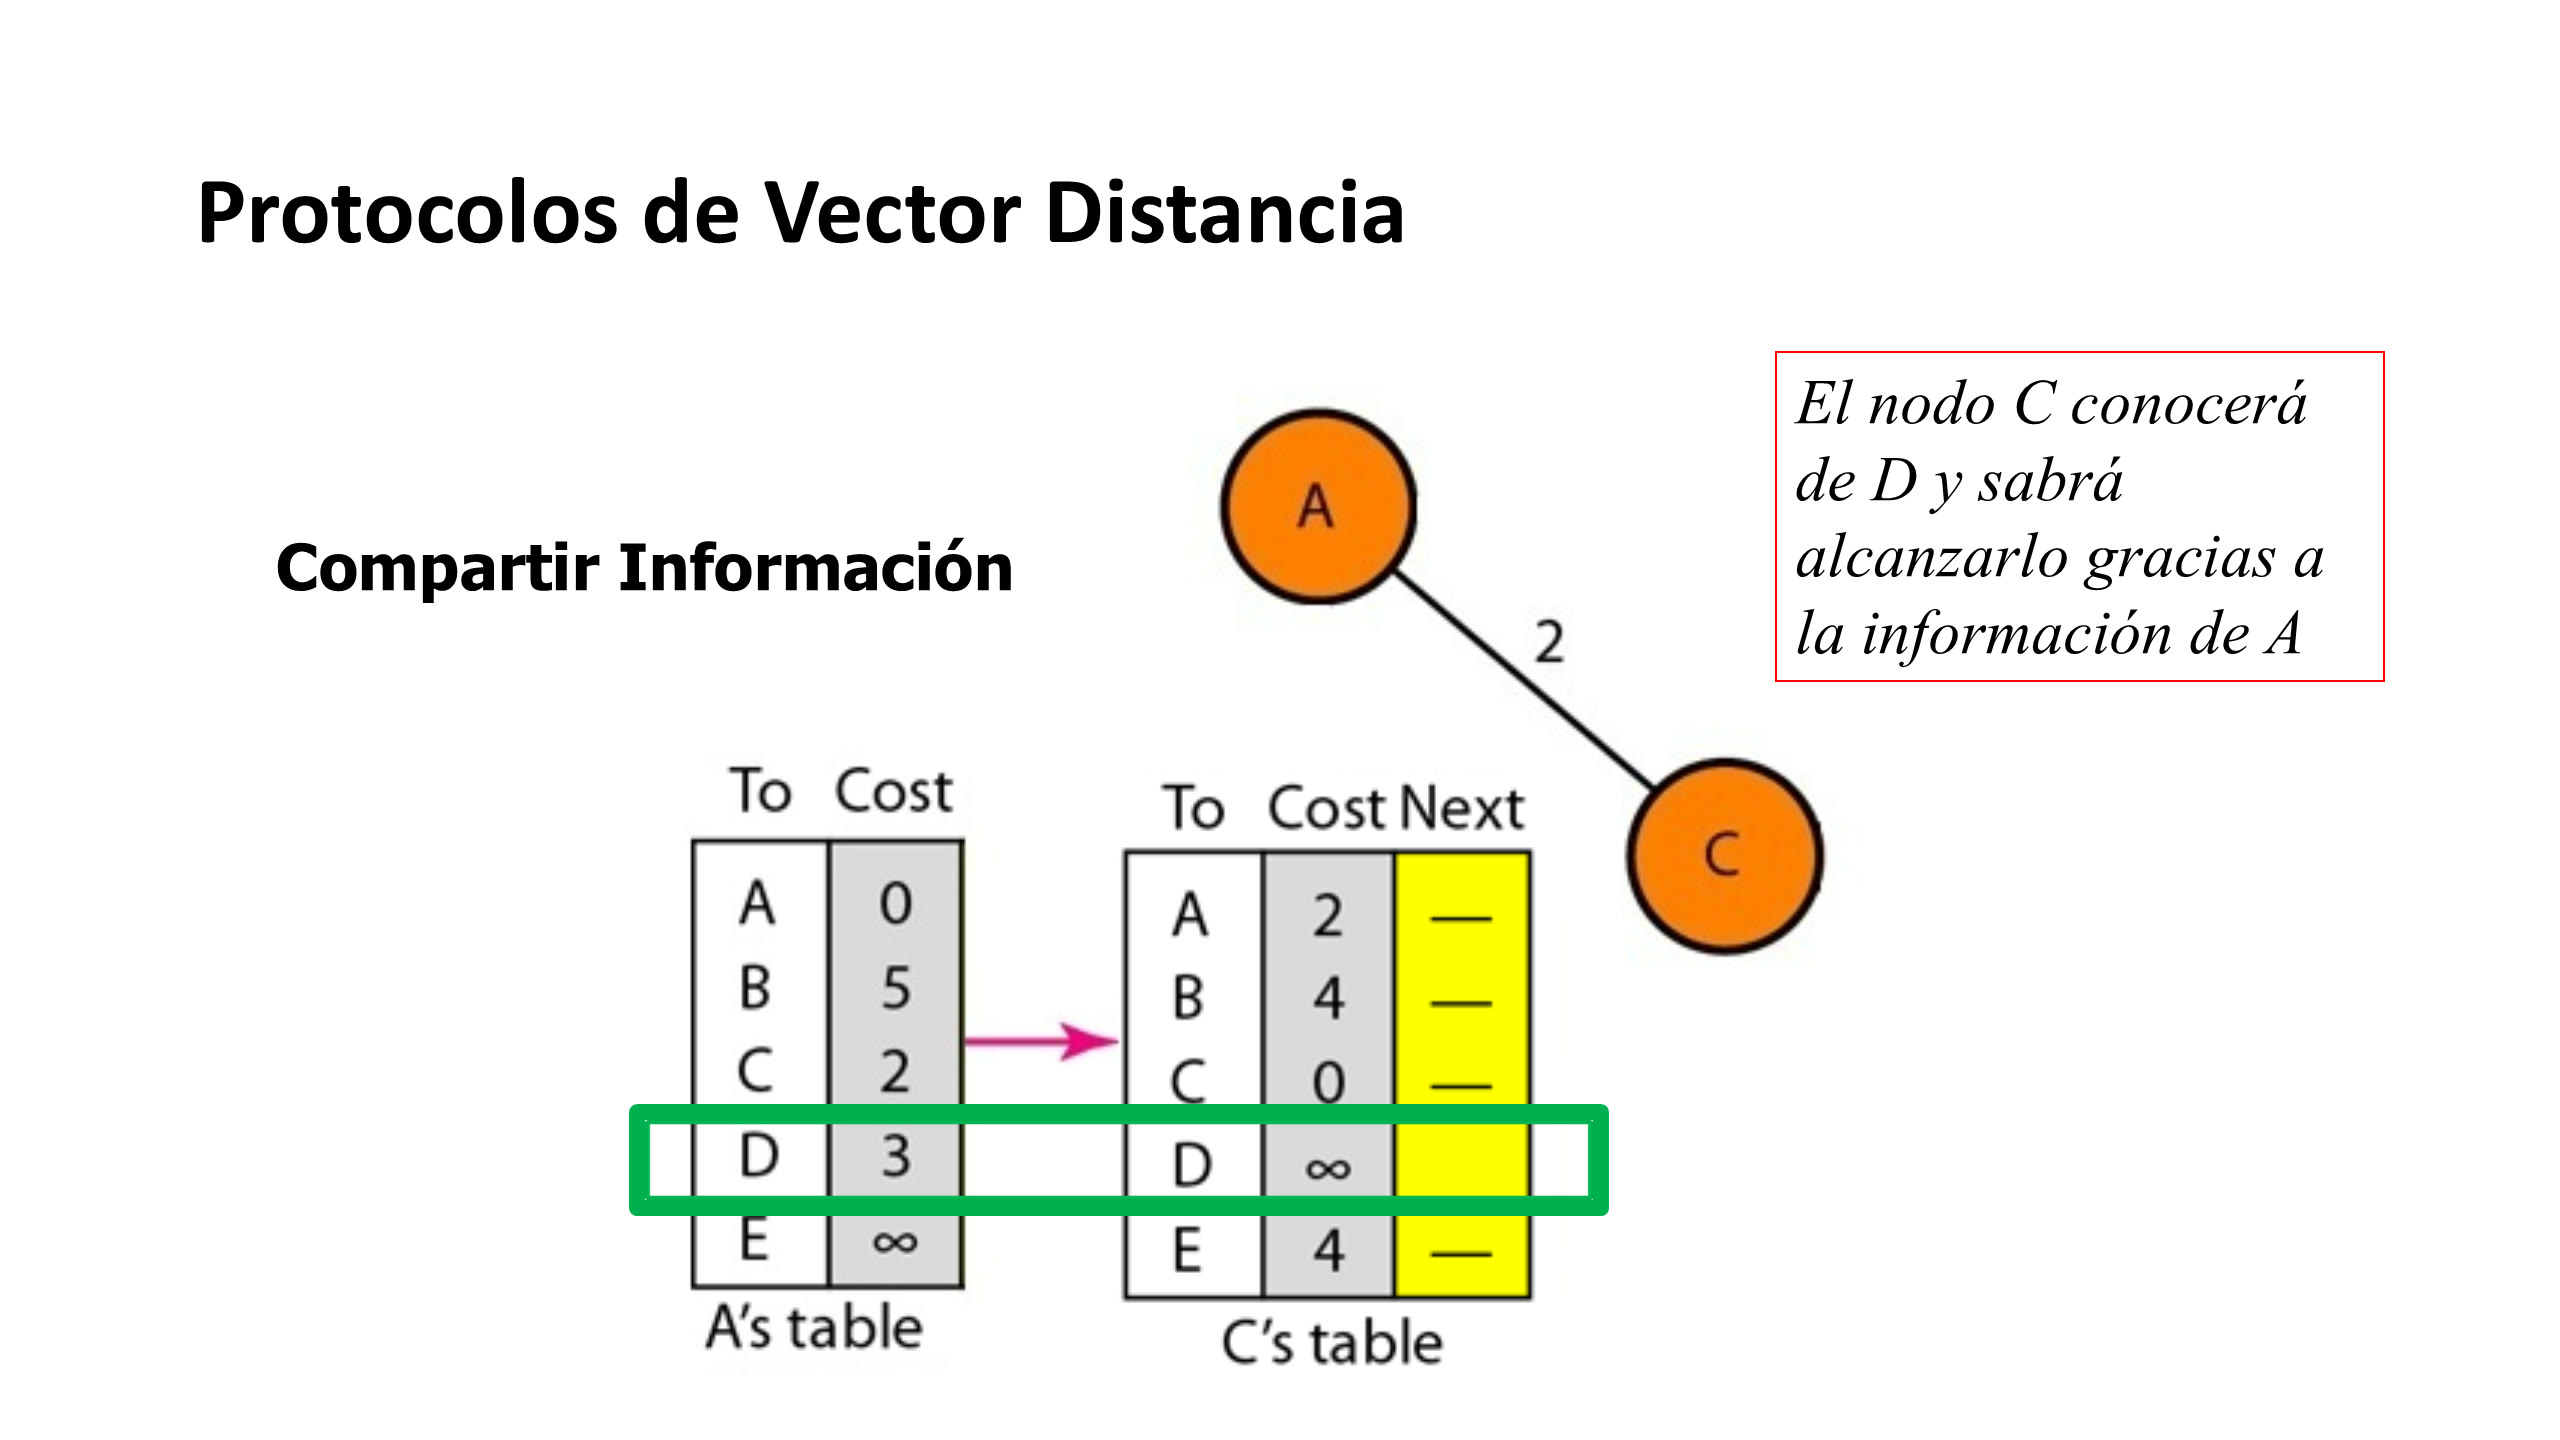 Protocolos de Vector Distancia
El nodo C conocerá
de D y sabrá
alcanzarlo gracias a
la información de A
Compartir Información
A
2
C
To Cost
A 0
B 5
C 2
D 3
E ∞
A's table
To Cost Next
A 2 —
B 4 —
C 0 —
D ∞
E 4 —
C's table